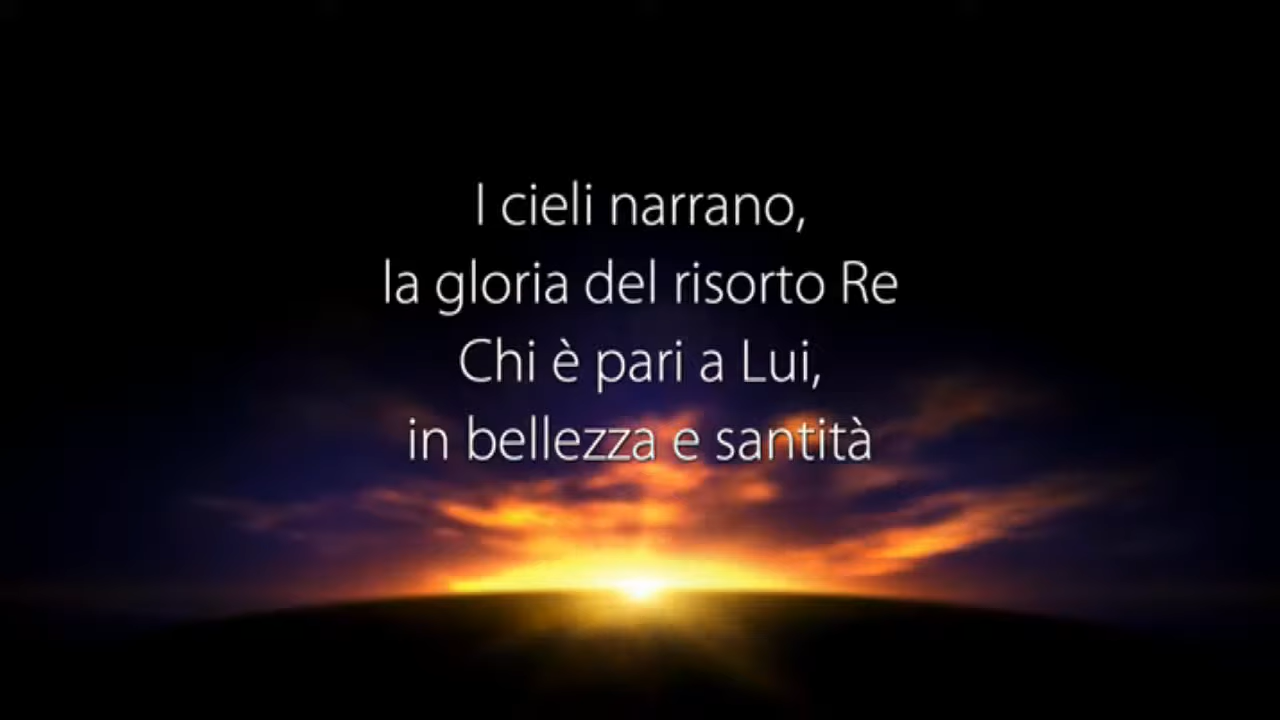 I cieli narrano,
la gloria del risorto Re
Chi è pari a Lui,
in bellezza e santità